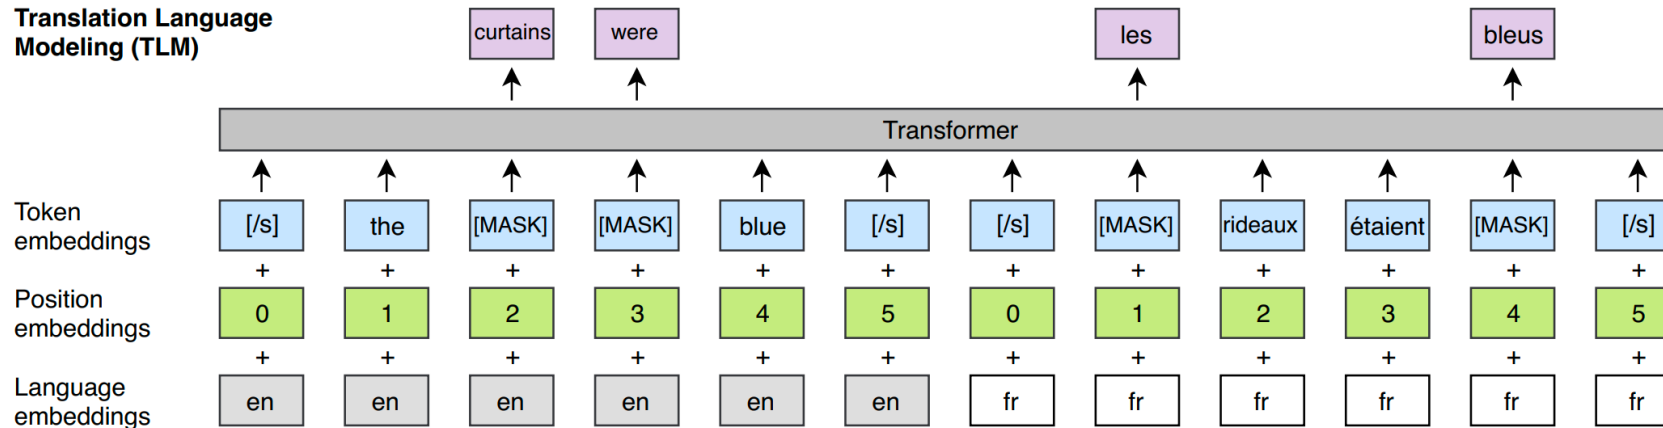 Translation Language
Modeling (TLM)
curtains were les bleus
Transformer
Token
embeddings
[/s] the [MASK] [MASK] blue [/s] [/s] [MASK] rideaux étaient [MASK] [/s]
+ + + + + + + + + + + +
Position
embeddings
0 1 2 3 4 5 0 1 2 3 4 5
+ + + + + + + + + + + +
Language
embeddings
en en en en en en fr fr fr fr fr fr